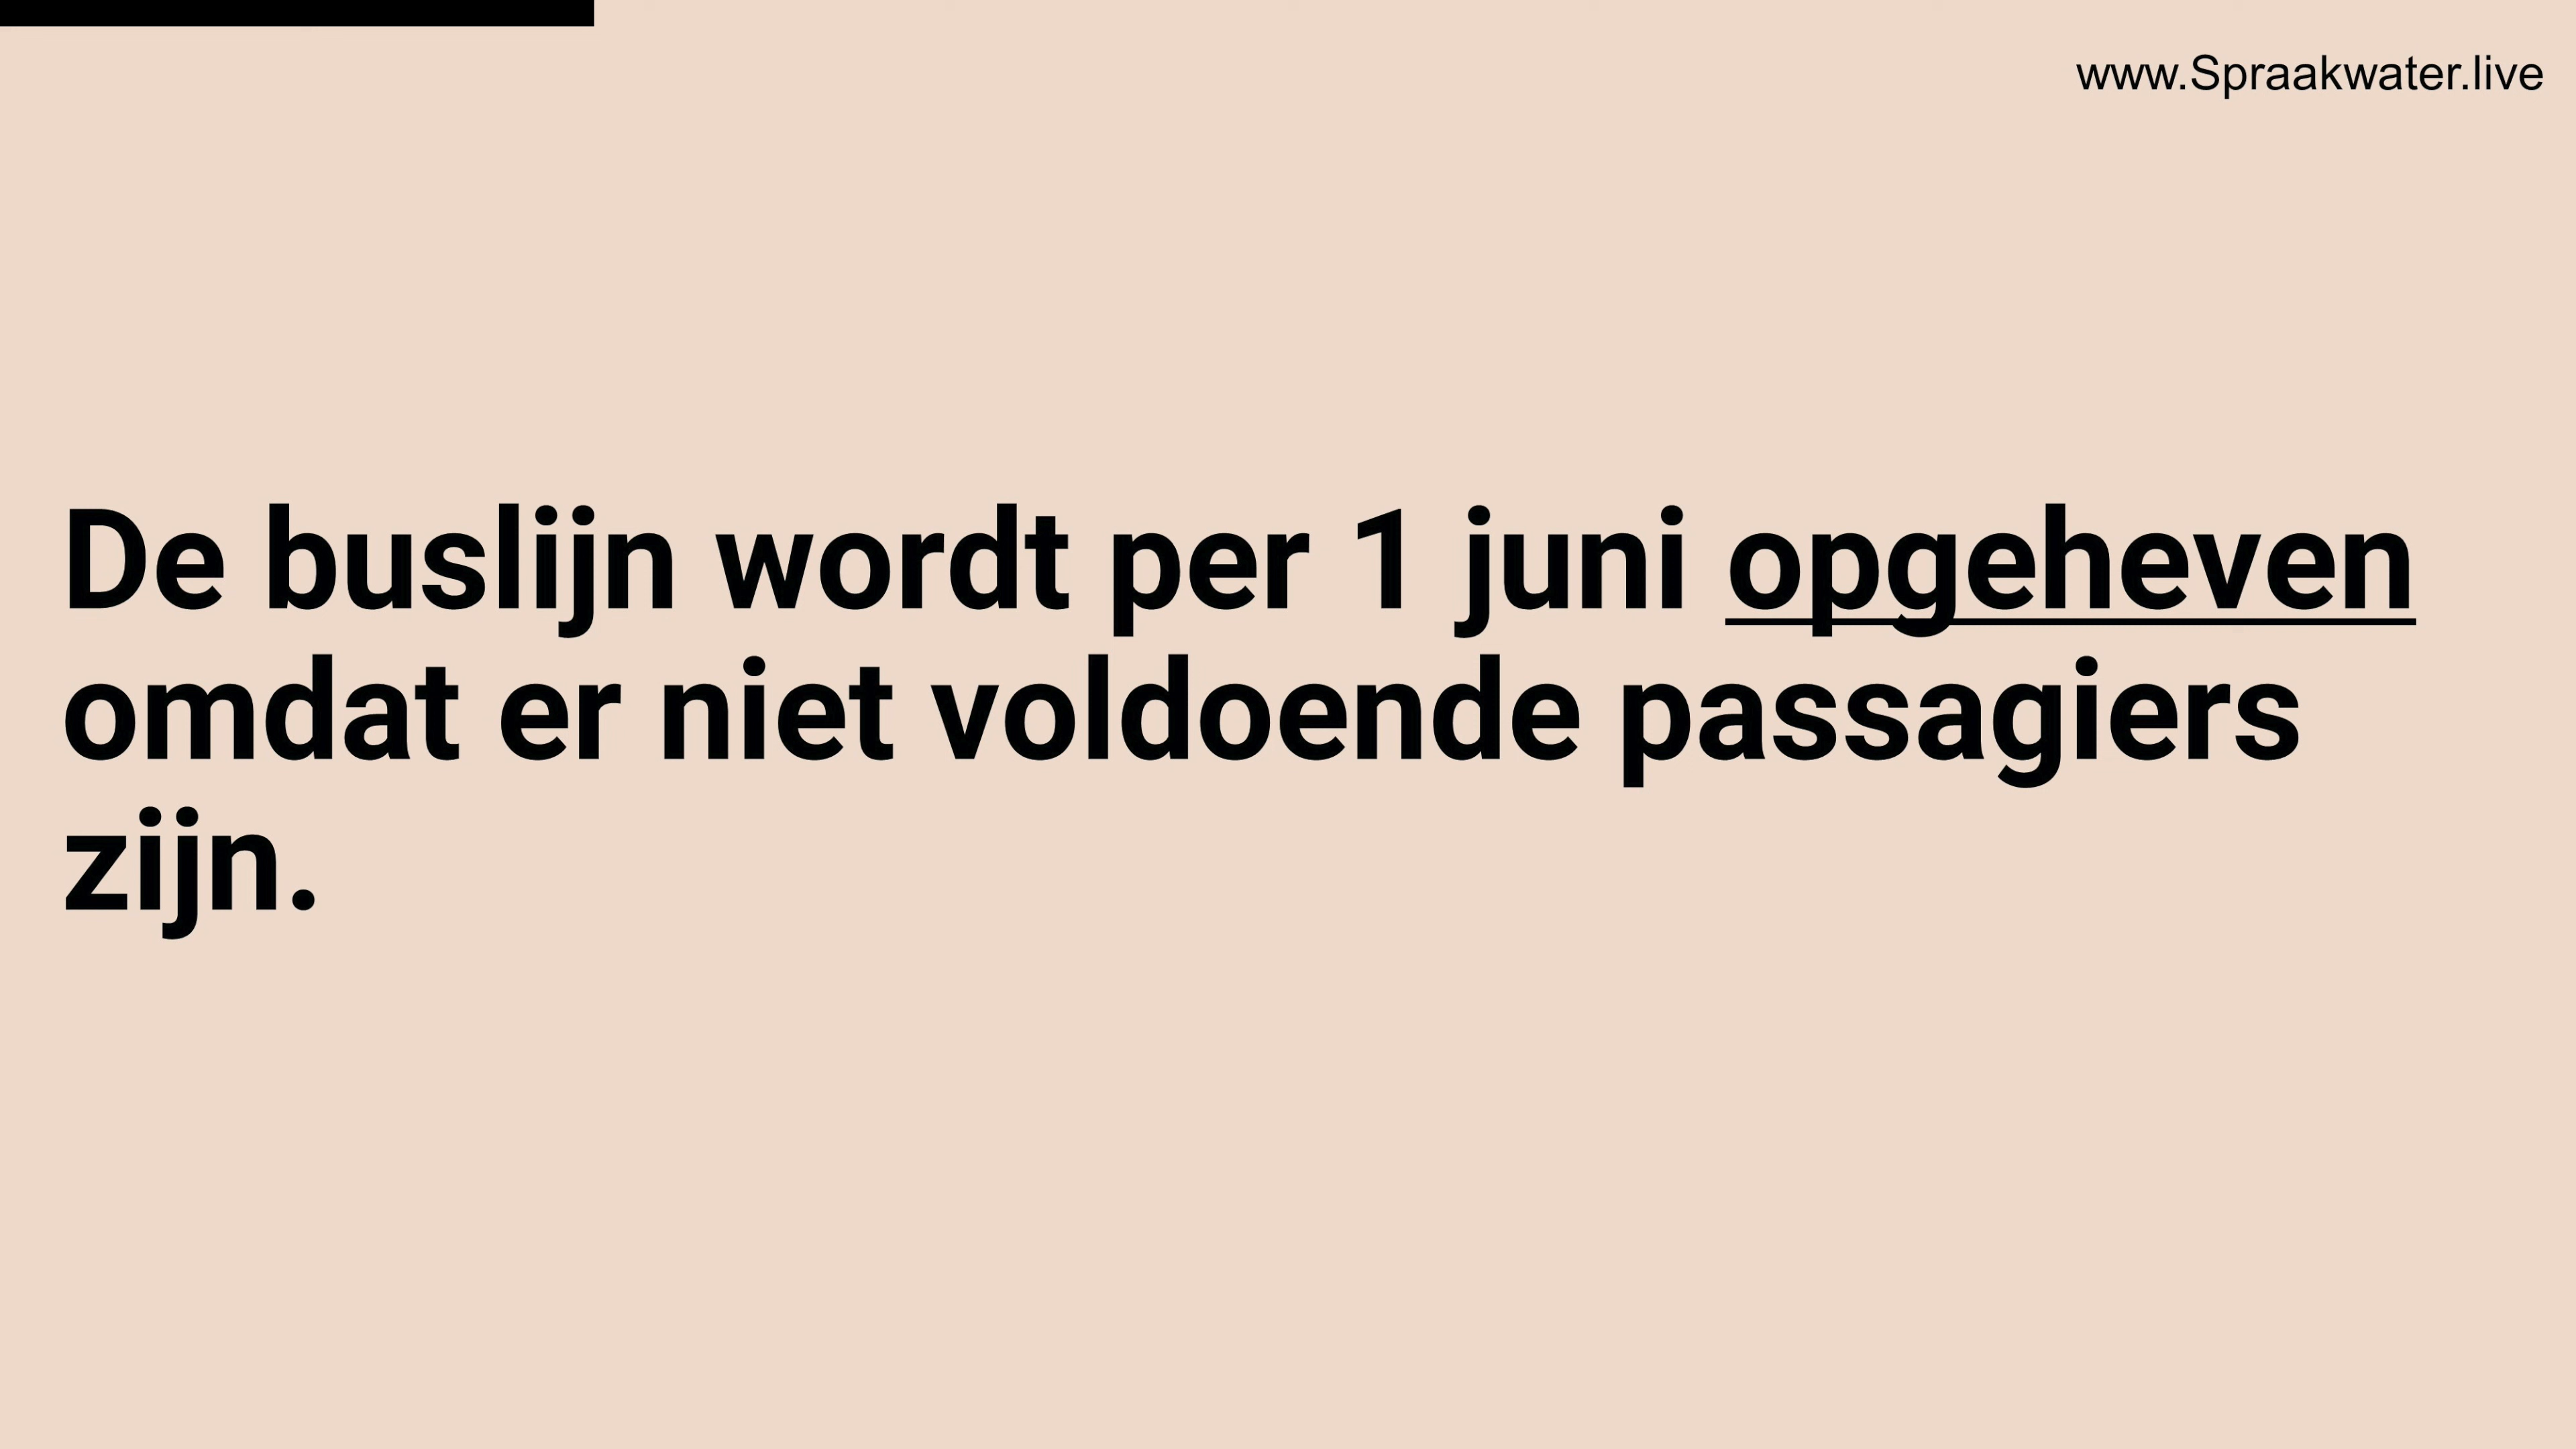 www.Spraakwater.live
De buslijn wordt per 1 juni opgeheven
omdat er niet voldoende passagiers
zijn.